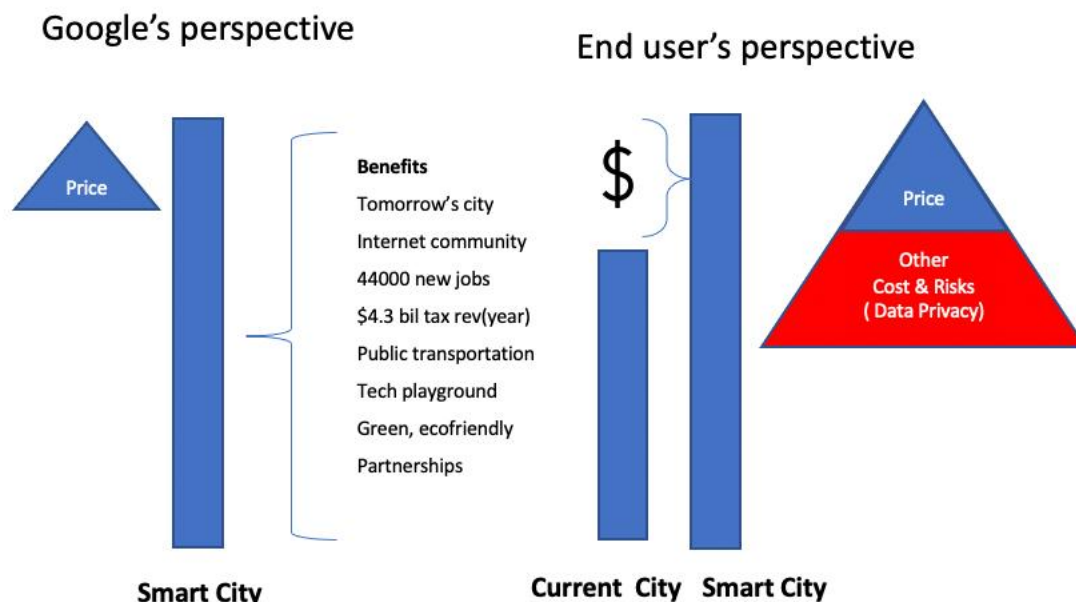 Google's perspective
End user's perspective
Price
Benefits
Tomorrow's city
Internet community
44000 new jobs
$4.3 bil tax rev(year)
Public transportation
Tech playground
Green, ecofriendly
Partnerships
$
Price
Other
Cost & Risks
( Data Privacy)
Smart City
Current City
Smart City